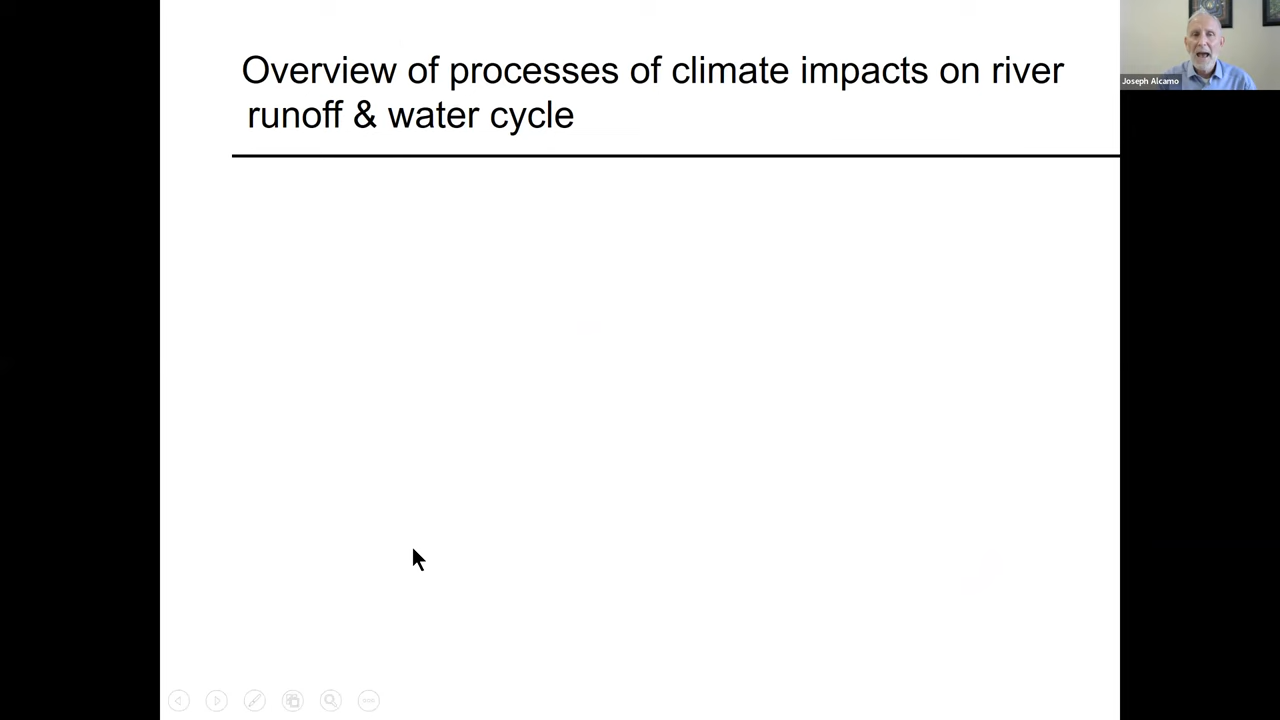 Overview of processes of climate impacts on river
runoff & water cycle
Joseph Alcamo